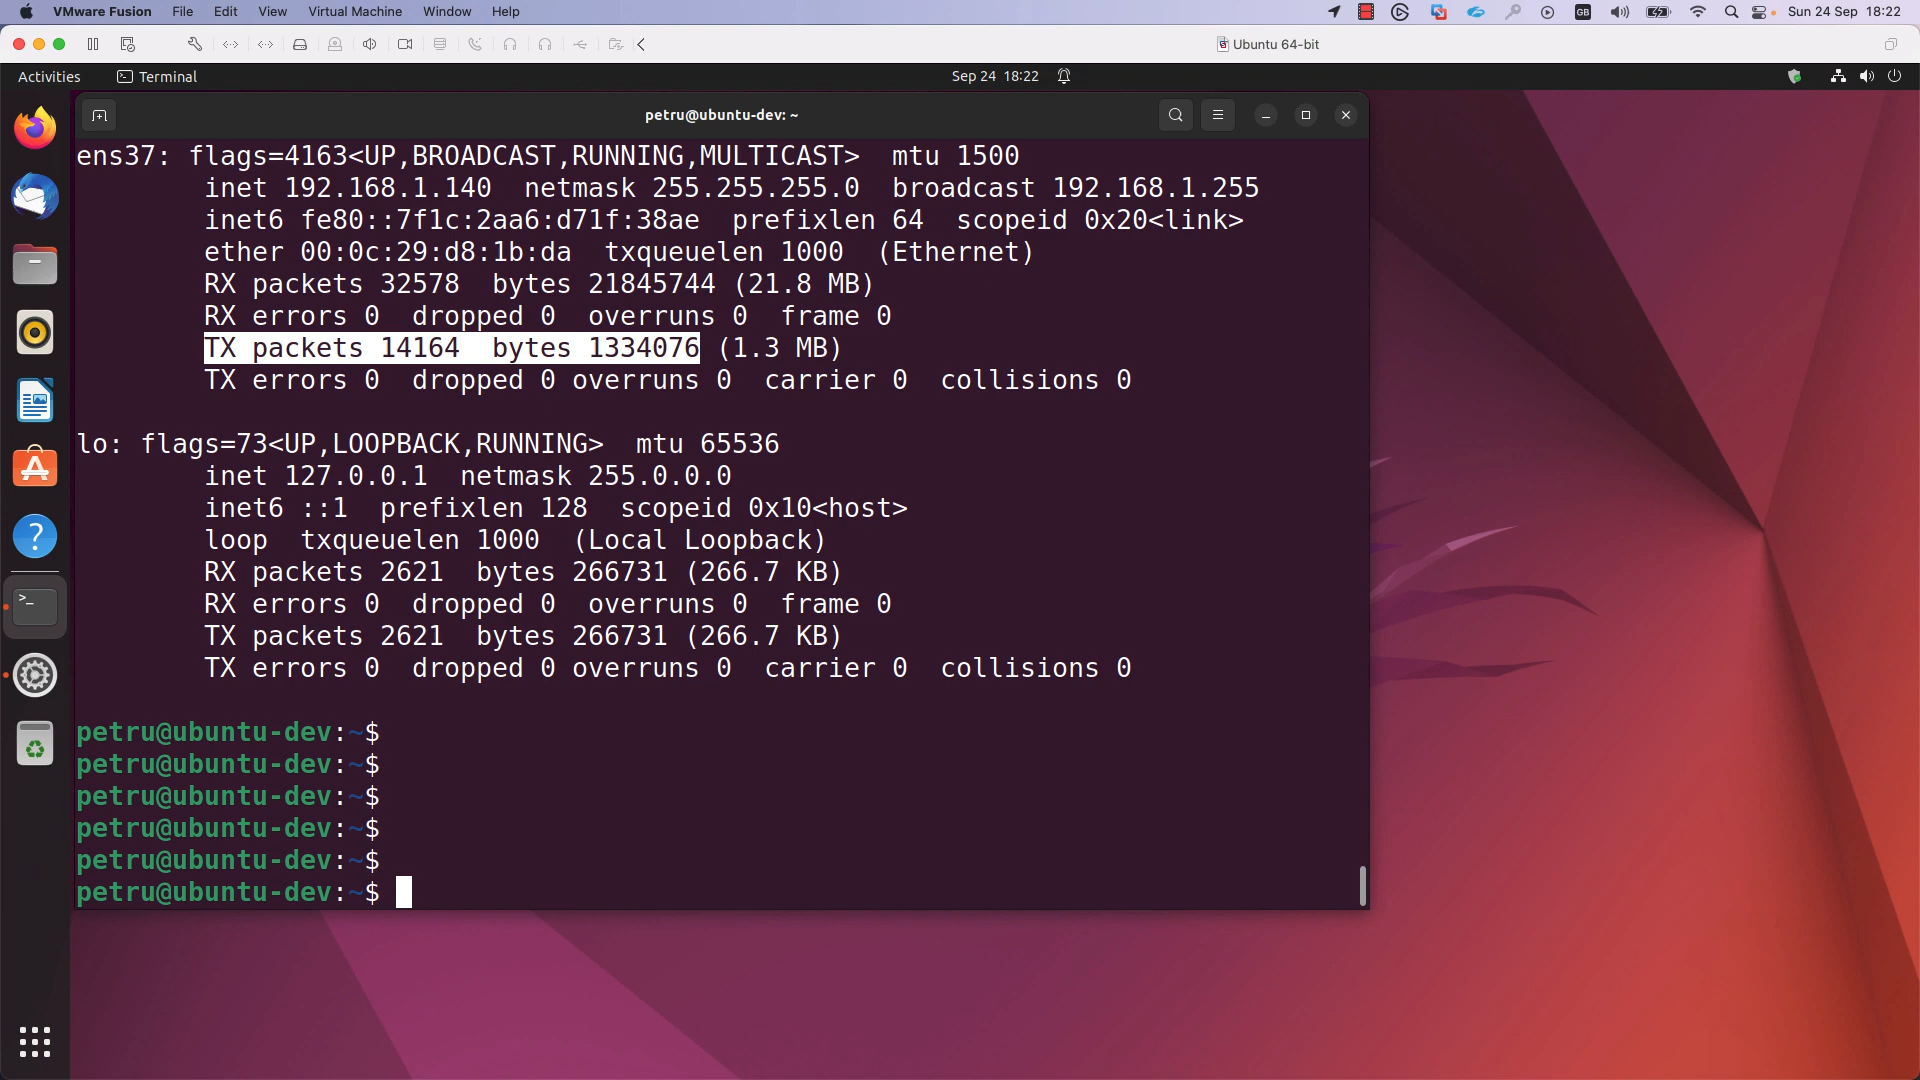 VMware Fusion File Edit View Virtual Machine Window Help GB Sun 24 Sep 18:22
Ubuntu 64-bit
Activities Terminal Sep 24 18:22
petru@ubuntu-dev: ~
ens37: flags=4163<UP,BROADCAST,RUNNING,MULTICAST> mtu 1500
inet 192.168.1.140 netmask 255.255.255.0 broadcast 192.168.1.255
inet6 fe80::7f1c:2aa6:d71f:38ae prefixlen 64 scopeid 0x20<link>
ether 00:0c:29:d8:1b:da txqueuelen 1000 (Ethernet)
RX packets 32578 bytes 21845744 (21.8 MB)
RX errors 0 dropped 0 overruns 0 frame 0
TX packets 14164 bytes 1334076 (1.3 MB)
TX errors 0 dropped 0 overruns 0 carrier 0 collisions 0
lo: flags=73<UP,LOOPBACK,RUNNING> mtu 65536
inet 127.0.0.1 netmask 255.0.0.0
inet6 ::1 prefixlen 128 scopeid 0x10<host>
loop txqueuelen 1000 (Local Loopback)
RX packets 2621 bytes 266731 (266.7 KB)
RX errors 0 dropped 0 overruns 0 frame 0
TX packets 2621 bytes 266731 (266.7 KB)
TX errors 0 dropped 0 overruns 0 carrier 0 collisions 0
petru@ubuntu-dev:~$
petru@ubuntu-dev:~$
petru@ubuntu-dev:~$
petru@ubuntu-dev:~$
petru@ubuntu-dev:~$
petru@ubuntu-dev:~$